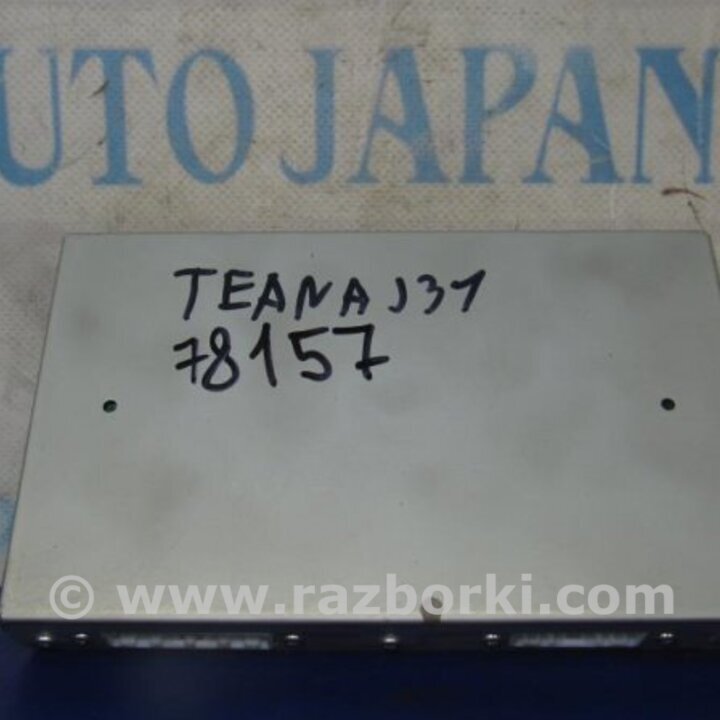 UTO JAPAN
TEANA J31
78157
© www.razborki.com